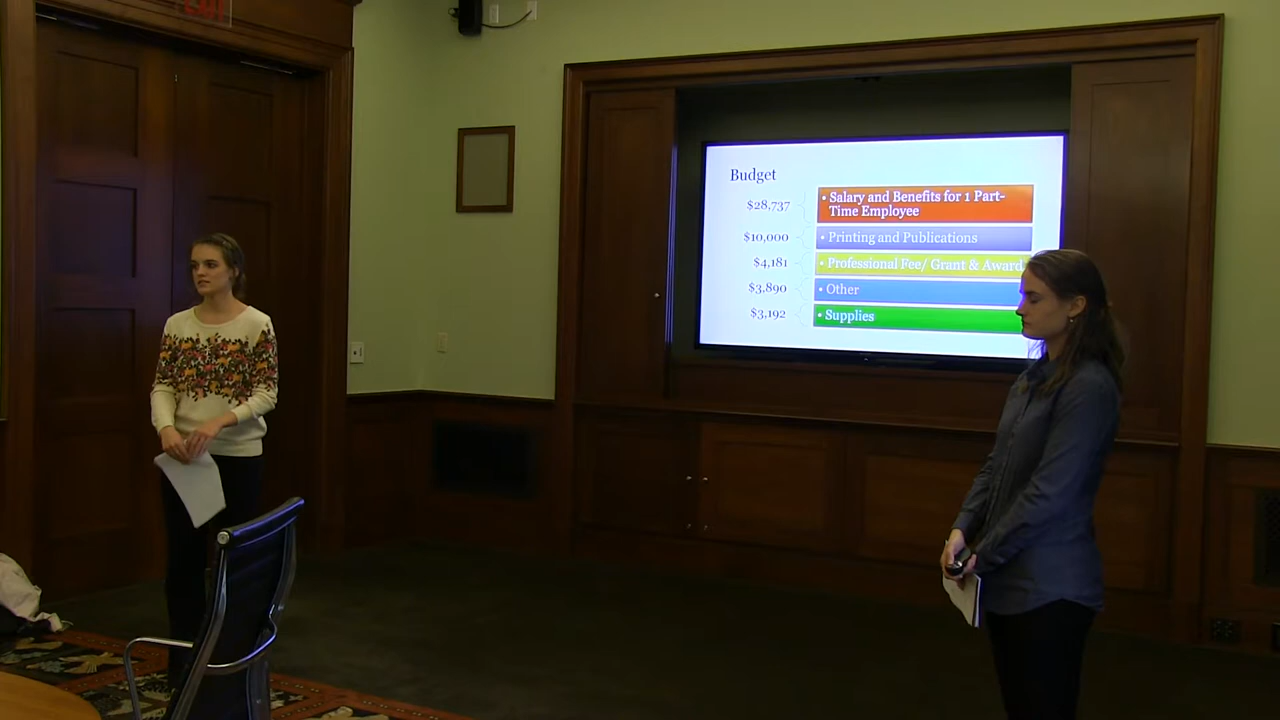 EXIT
Budget
$28,737
• Salary and Benefits for 1 Part-
Time Employee
$10,000
• Printing and Publications
$4,181
• Professional Fee/ Grant & Award
$3,890
• Other
$3,192
• Supplies